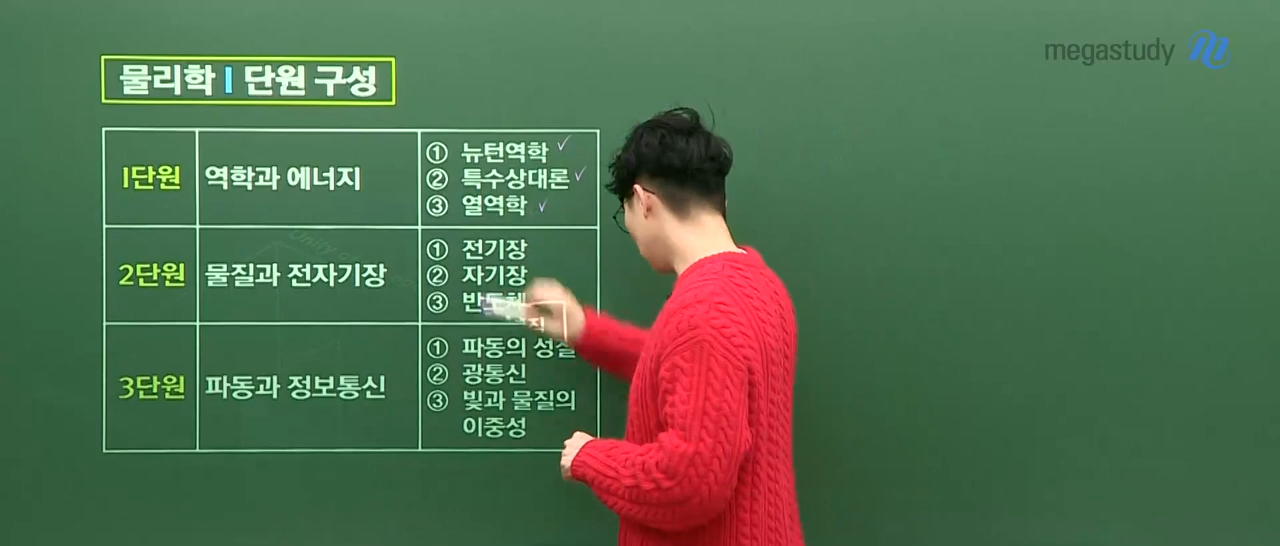 megastudy
물리학 I 단원 구성
1단원
역학과 에너지
① 뉴턴역학
② 특수상대론
③ 열역학
2단원
물질과 전자기장
① 전기장
② 자기장
③
3단원
파동과 정보통신
① 파동의 성질
② 광통신
③ 빛과 물질의
이중성